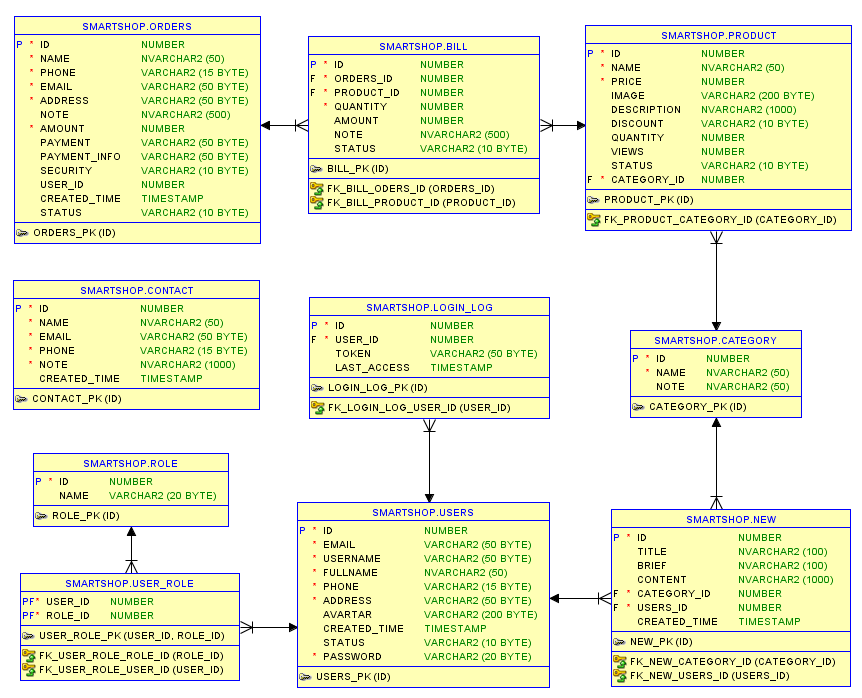 SMARTSHOP.ORDERS
P * ID NUMBER
* NAME NVARCHAR2 (50)
* PHONE VARCHAR2 (15 BYTE)
* EMAIL VARCHAR2 (50 BYTE)
* ADDRESS VARCHAR2 (50 BYTE)
NOTE NVARCHAR2 (500)
* AMOUNT NUMBER
PAYMENT VARCHAR2 (50 BYTE)
PAYMENT_INFO VARCHAR2 (50 BYTE)
SECURITY VARCHAR2 (10 BYTE)
USER_ID NUMBER
CREATED_TIME TIMESTAMP
STATUS VARCHAR2 (10 BYTE)
ORDERS_PK (ID)
SMARTSHOP.BILL
P * ID NUMBER
F * ORDERS_ID NUMBER
F * PRODUCT_ID NUMBER
* QUANTITY NUMBER
AMOUNT NUMBER
NOTE NVARCHAR2 (500)
STATUS VARCHAR2 (10 BYTE)
BILL_PK (ID)
FK_BILL_ODERS_ID (ORDERS_ID)
FK_BILL_PRODUCT_ID (PRODUCT_ID)
SMARTSHOP.PRODUCT
P * ID NUMBER
* NAME NVARCHAR2 (50)
* PRICE NUMBER
IMAGE VARCHAR2 (200 BYTE)
DESCRIPTION NVARCHAR2 (1000)
DISCOUNT VARCHAR2 (10 BYTE)
QUANTITY NUMBER
VIEWS NUMBER
STATUS VARCHAR2 (10 BYTE)
F * CATEGORY_ID NUMBER
PRODUCT_PK (ID)
FK_PRODUCT_CATEGORY_ID (CATEGORY_ID)
SMARTSHOP.CONTACT
P * ID NUMBER
* NAME NVARCHAR2 (50)
* EMAIL VARCHAR2 (50 BYTE)
* PHONE VARCHAR2 (15 BYTE)
* NOTE NVARCHAR2 (1000)
CREATED_TIME TIMESTAMP
CONTACT_PK (ID)
SMARTSHOP.LOGIN_LOG
P * ID NUMBER
F * USER_ID NUMBER
TOKEN VARCHAR2 (50 BYTE)
LAST_ACCESS TIMESTAMP
LOGIN_LOG_PK (ID)
FK_LOGIN_LOG_USER_ID (USER_ID)
SMARTSHOP.CATEGORY
P * ID NUMBER
* NAME NVARCHAR2 (50)
NOTE NVARCHAR2 (50)
CATEGORY_PK (ID)
SMARTSHOP.ROLE
P * ID NUMBER
NAME VARCHAR2 (20 BYTE)
ROLE_PK (ID)
SMARTSHOP.USER_ROLE
PF* USER_ID NUMBER
PF* ROLE_ID NUMBER
USER_ROLE_PK (USER_ID, ROLE_ID)
FK_USER_ROLE_ROLE_ID (ROLE_ID)
FK_USER_ROLE_USER_ID (USER_ID)
SMARTSHOP.USERS
P * ID NUMBER
* EMAIL VARCHAR2 (50 BYTE)
* USERNAME VARCHAR2 (50 BYTE)
* FULLNAME NVARCHAR2 (50)
* PHONE VARCHAR2 (15 BYTE)
* ADDRESS VARCHAR2 (50 BYTE)
AVARTAR VARCHAR2 (200 BYTE)
CREATED_TIME TIMESTAMP
STATUS VARCHAR2 (10 BYTE)
* PASSWORD VARCHAR2 (20 BYTE)
USERS_PK (ID)
SMARTSHOP.NEW
P * ID NUMBER
TITLE NVARCHAR2 (100)
BRIEF NVARCHAR2 (100)
CONTENT NVARCHAR2 (1000)
F * CATEGORY_ID NUMBER
F * USERS_ID NUMBER
CREATED_TIME TIMESTAMP
NEW_PK (ID)
FK_NEW_CATEGORY_ID (CATEGORY_ID)
FK_NEW_USERS_ID (USERS_ID)